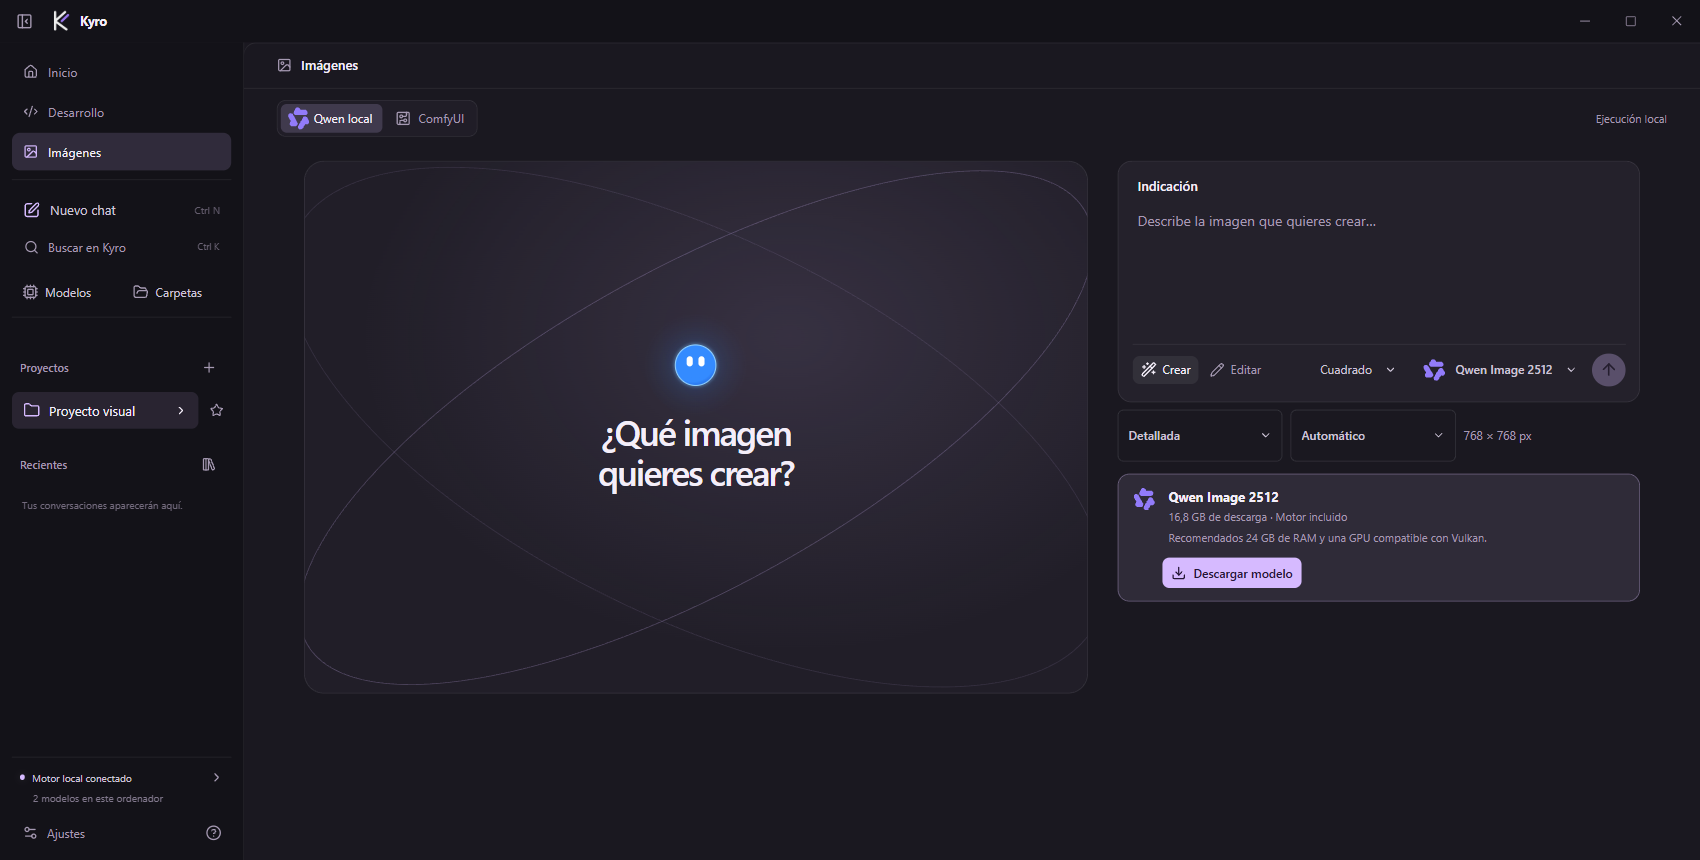 Kyro
Inicio
Desarrollo
Imágenes
Nuevo chat Ctrl N
Buscar en Kyro Ctrl K
Modelos Carpetas
Proyectos
Proyecto visual
Recientes
Tus conversaciones aparecerán aquí.
Motor local conectado
2 modelos en este ordenador
Ajustes
Imágenes
Qwen local ComfyUI
Ejecución local
¿Qué imagen
quieres crear?
Indicación
Describe la imagen que quieres crear...
Crear Editar Cuadrado Qwen Image 2512
Detallada Automático 768 × 768 px
Qwen Image 2512
16,8 GB de descarga · Motor incluido
Recomendados 24 GB de RAM y una GPU compatible con Vulkan.
Descargar modelo